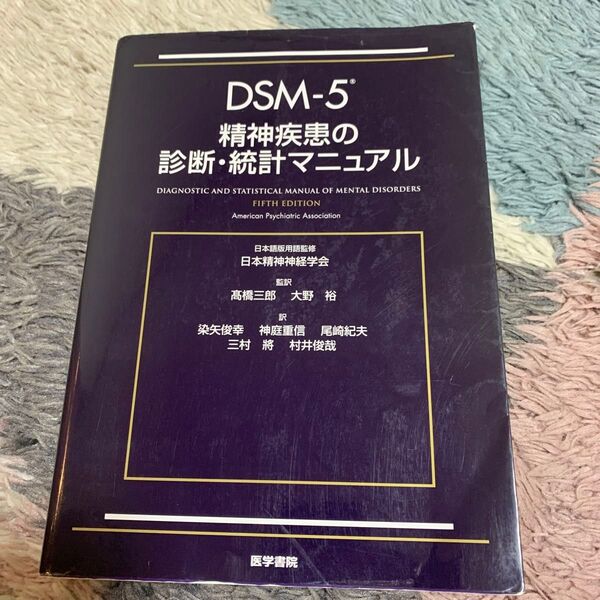 DSM-5®
精神疾患の
診断・統計マニュアル
DIAGNOSTIC AND STATISTICAL MANUAL OF MENTAL DISORDERS
FIFTH EDITION
American Psychiatric Association
日本語版用語監修
日本精神神経学会
監訳
髙橋三郎 大野 裕
訳
染矢俊幸 神庭重信 尾崎紀夫
三村 將 村井俊哉
医学書院